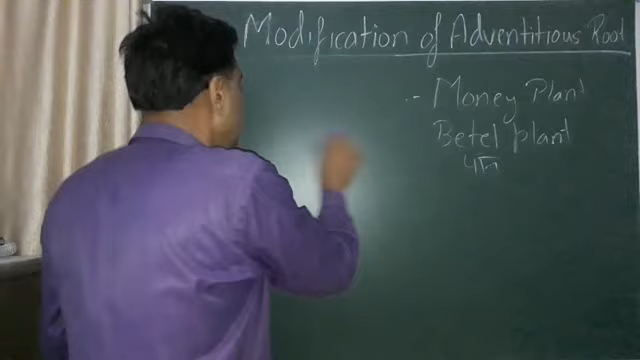 Modification of Adventitious Root
Money Plant
Betel plant
पान